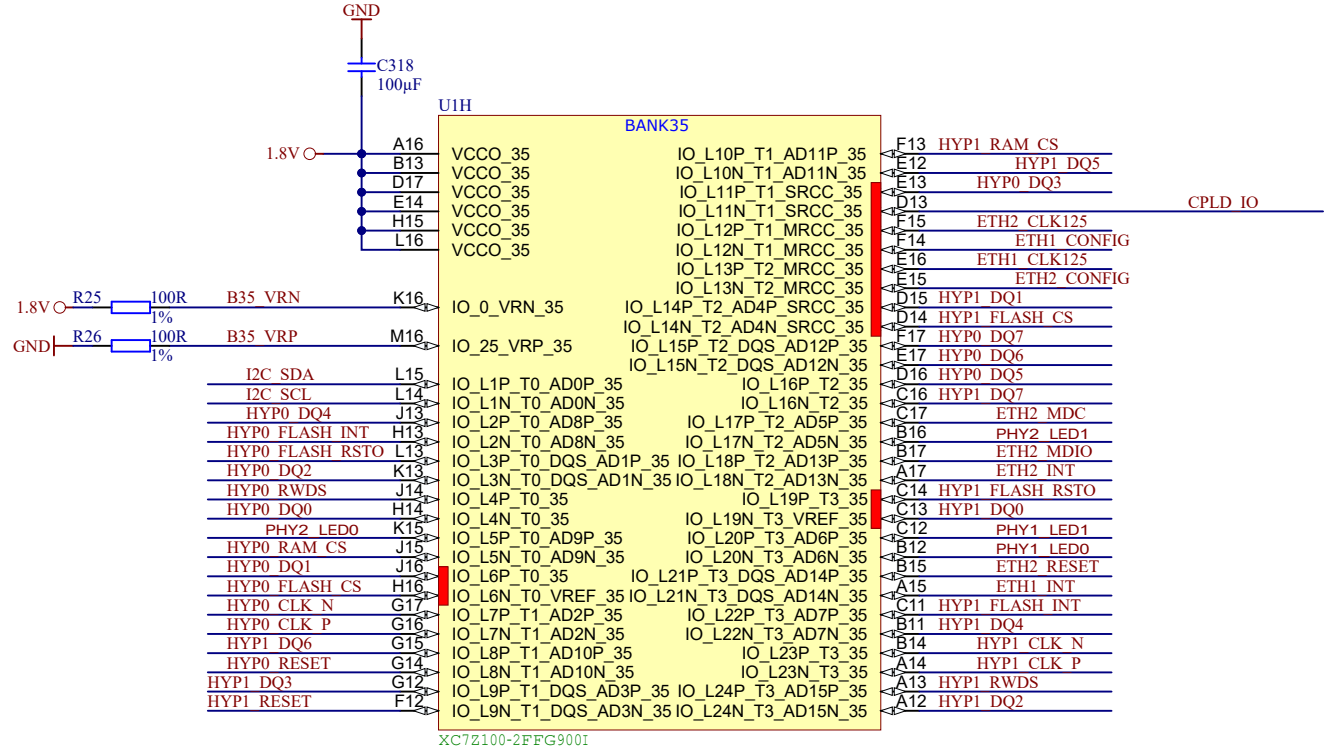 GND
C318
100µF
U1H
BANK35
1.8V
A16 VCCO_35
B13 VCCO_35
D17 VCCO_35
E14 VCCO_35
H15 VCCO_35
L16 VCCO_35
1.8V R25 100R 1% B35_VRN K16 IO_0_VRN_35
GND R26 100R 1% B35_VRP M16 IO_25_VRP_35
I2C_SDA L15 IO_L1P_T0_AD0P_35
I2C_SCL L14 IO_L1N_T0_AD0N_35
HYP0_DQ4 J13 IO_L2P_T0_AD8P_35
HYP0_FLASH_INT H13 IO_L2N_T0_AD8N_35
HYP0_FLASH_RSTO L13 IO_L3P_T0_DQS_AD1P_35
HYP0_DQ2 K13 IO_L3N_T0_DQS_AD1N_35
HYP0_RWDS J14 IO_L4P_T0_35
HYP0_DQ0 H14 IO_L4N_T0_35
PHY2_LED0 K15 IO_L5P_T0_AD9P_35
HYP0_RAM_CS J15 IO_L5N_T0_AD9N_35
HYP0_DQ1 J16 IO_L6P_T0_35
HYP0_FLASH_CS H16 IO_L6N_T0_VREF_35
HYP0_CLK_N G17 IO_L7P_T1_AD2P_35
HYP0_CLK_P G16 IO_L7N_T1_AD2N_35
HYP1_DQ6 G15 IO_L8P_T1_AD10P_35
HYP0_RESET G14 IO_L8N_T1_AD10N_35
HYP1_DQ3 G12 IO_L9P_T1_DQS_AD3P_35
HYP1_RESET F12 IO_L9N_T1_DQS_AD3N_35
IO_L10P_T1_AD11P_35 F13 HYP1_RAM_CS
IO_L10N_T1_AD11N_35 E12 HYP1_DQ5
IO_L11P_T1_SRCC_35 E13 HYP0_DQ3
IO_L11N_T1_SRCC_35 D13 CPLD_IO
IO_L12P_T1_MRCC_35 F15 ETH2_CLK125
IO_L12N_T1_MRCC_35 F14 ETH1_CONFIG
IO_L13P_T2_MRCC_35 E16 ETH1_CLK125
IO_L13N_T2_MRCC_35 E15 ETH2_CONFIG
IO_L14P_T2_AD4P_SRCC_35 D15 HYP1_DQ1
IO_L14N_T2_AD4N_SRCC_35 D14 HYP1_FLASH_CS
IO_L15P_T2_DQS_AD12P_35 F17 HYP0_DQ7
IO_L15N_T2_DQS_AD12N_35 E17 HYP0_DQ6
IO_L16P_T2_35 D16 HYP0_DQ5
IO_L16N_T2_35 C16 HYP1_DQ7
IO_L17P_T2_AD5P_35 C17 ETH2_MDC
IO_L17N_T2_AD5N_35 B16 PHY2_LED1
IO_L18P_T2_AD13P_35 B17 ETH2_MDIO
IO_L18N_T2_AD13N_35 A17 ETH2_INT
IO_L19P_T3_35 C14 HYP1_FLASH_RSTO
IO_L19N_T3_VREF_35 C13 HYP1_DQ0
IO_L20P_T3_AD6P_35 C12 PHY1_LED1
IO_L20N_T3_AD6N_35 B12 PHY1_LED0
IO_L21P_T3_DQS_AD14P_35 B15 ETH2_RESET
IO_L21N_T3_DQS_AD14N_35 A15 ETH1_INT
IO_L22P_T3_AD7P_35 C11 HYP1_FLASH_INT
IO_L22N_T3_AD7N_35 B11 HYP1_DQ4
IO_L23P_T3_35 B14 HYP1_CLK_N
IO_L23N_T3_35 A14 HYP1_CLK_P
IO_L24P_T3_AD15P_35 A13 HYP1_RWDS
IO_L24N_T3_AD15N_35 A12 HYP1_DQ2
XC7Z100-2FFG900I